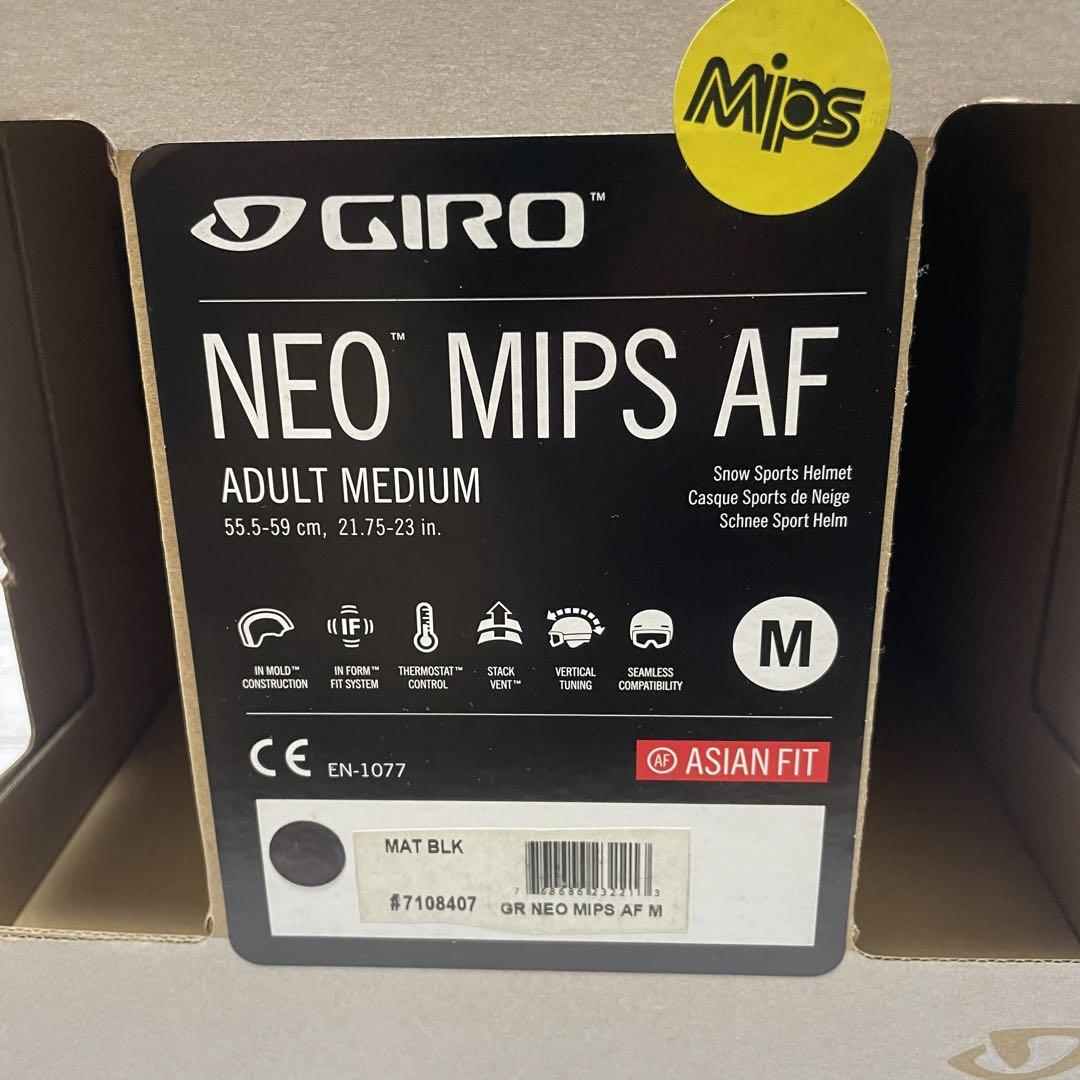 Mips
GIRO™
NEO™ MIPS AF
ADULT MEDIUM
55.5-59 cm, 21.75-23 in.
Snow Sports Helmet
Casque Sports de Neige
Schnee Sport Helm
IN MOLD™
CONSTRUCTION
IF
IN FORM™
FIT SYSTEM
THERMOSTAT™
CONTROL
STACK
VENT™
VERTICAL
TUNING
SEAMLESS
COMPATIBILITY
M
CE EN-1077
AF ASIAN FIT
MAT BLK
#7108407
GR NEO MIPS AF M